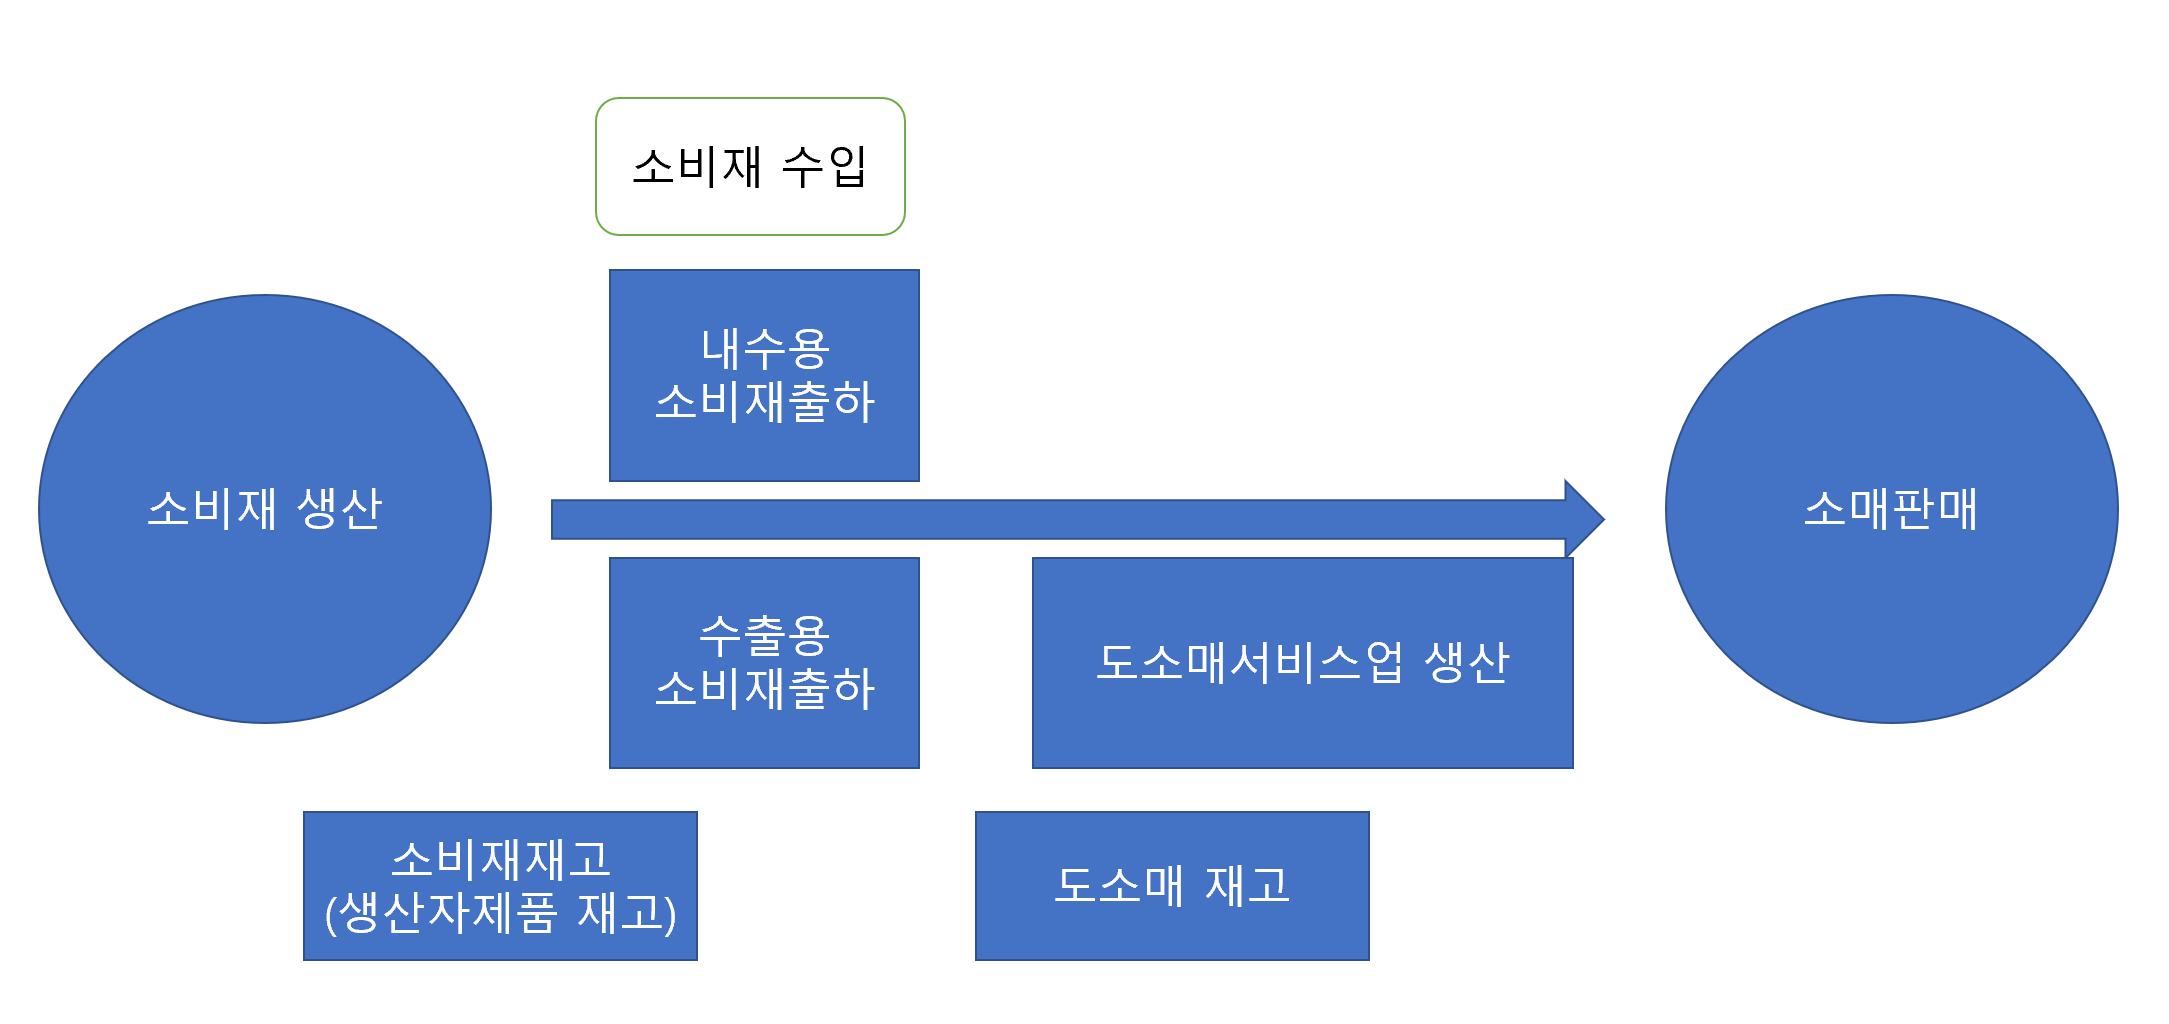 소비재 수입
내수용
소비재출하
소비재 생산
소매판매
수출용
소비재출하
도소매서비스업 생산
소비재재고
(생산자제품 재고)
도소매 재고